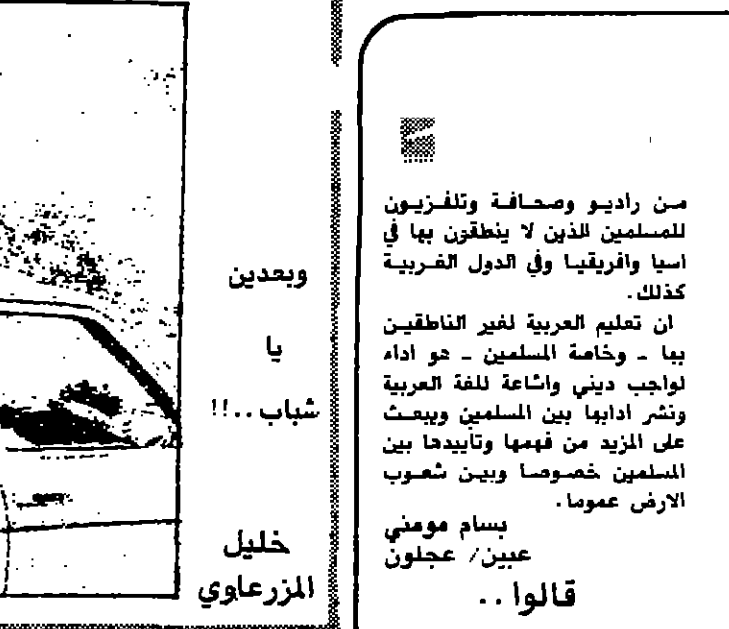 من راديو وصحافة وتلفزيون
للمسلمين الذين لا ينطقون بها في
اسيا وافريقيا وفي الدول الغربية
كذلك.
ان تعليم العربية لغير الناطقين
بها ـ وخاصة المسلمين ـ هو اداء
لواجب ديني واشاعة للغة العربية
ونشر ادابها بين المسلمين ويبعث
على المزيد من فهمها وتاييدها بين
المسلمين خصوصا وبين شعوب
الارض عموما.
بسام مومني
عبين/ عجلون
قالوا..
وبعدين
يا
شباب..!!
خليل
المزرعاوي